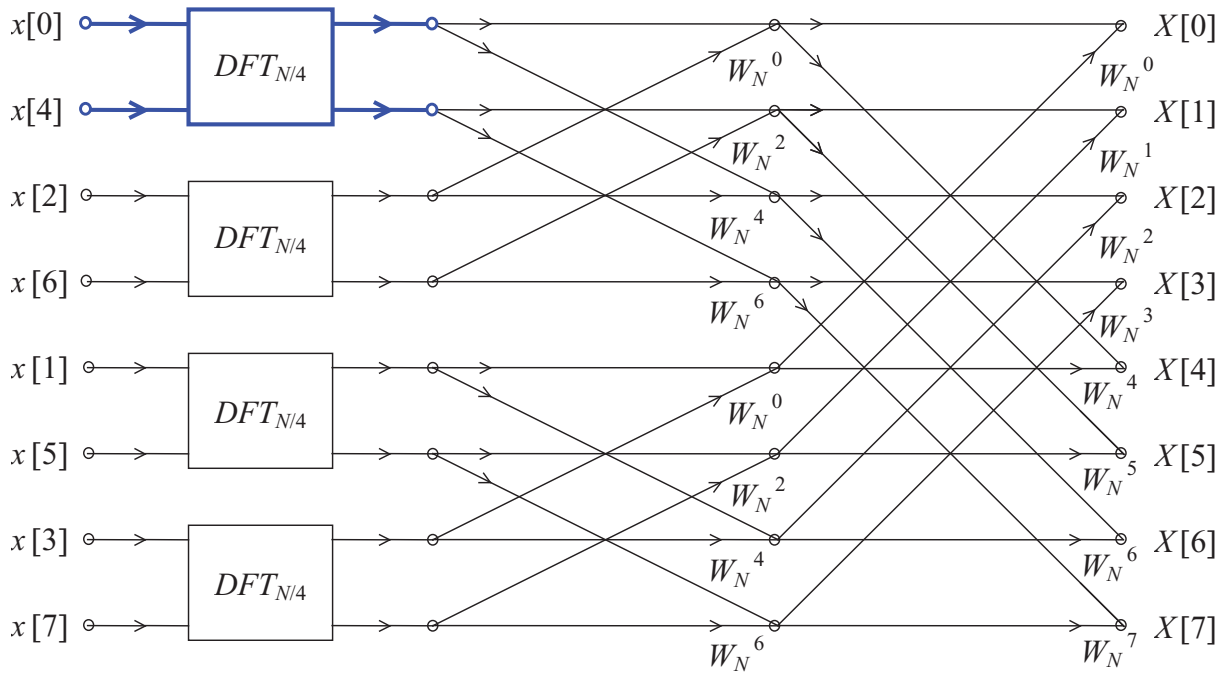 x[0] DFT_{N/4} W_N^0 X[0]
W_N^0
x[4] W_N^2 X[1]
W_N^1
x[2] DFT_{N/4} W_N^4 X[2]
W_N^2
x[6] W_N^6 X[3]
W_N^3
x[1] DFT_{N/4} W_N^0 X[4]
W_N^4
x[5] W_N^2 X[5]
W_N^5
x[3] DFT_{N/4} W_N^4 X[6]
W_N^6
x[7] W_N^6 X[7]
W_N^7